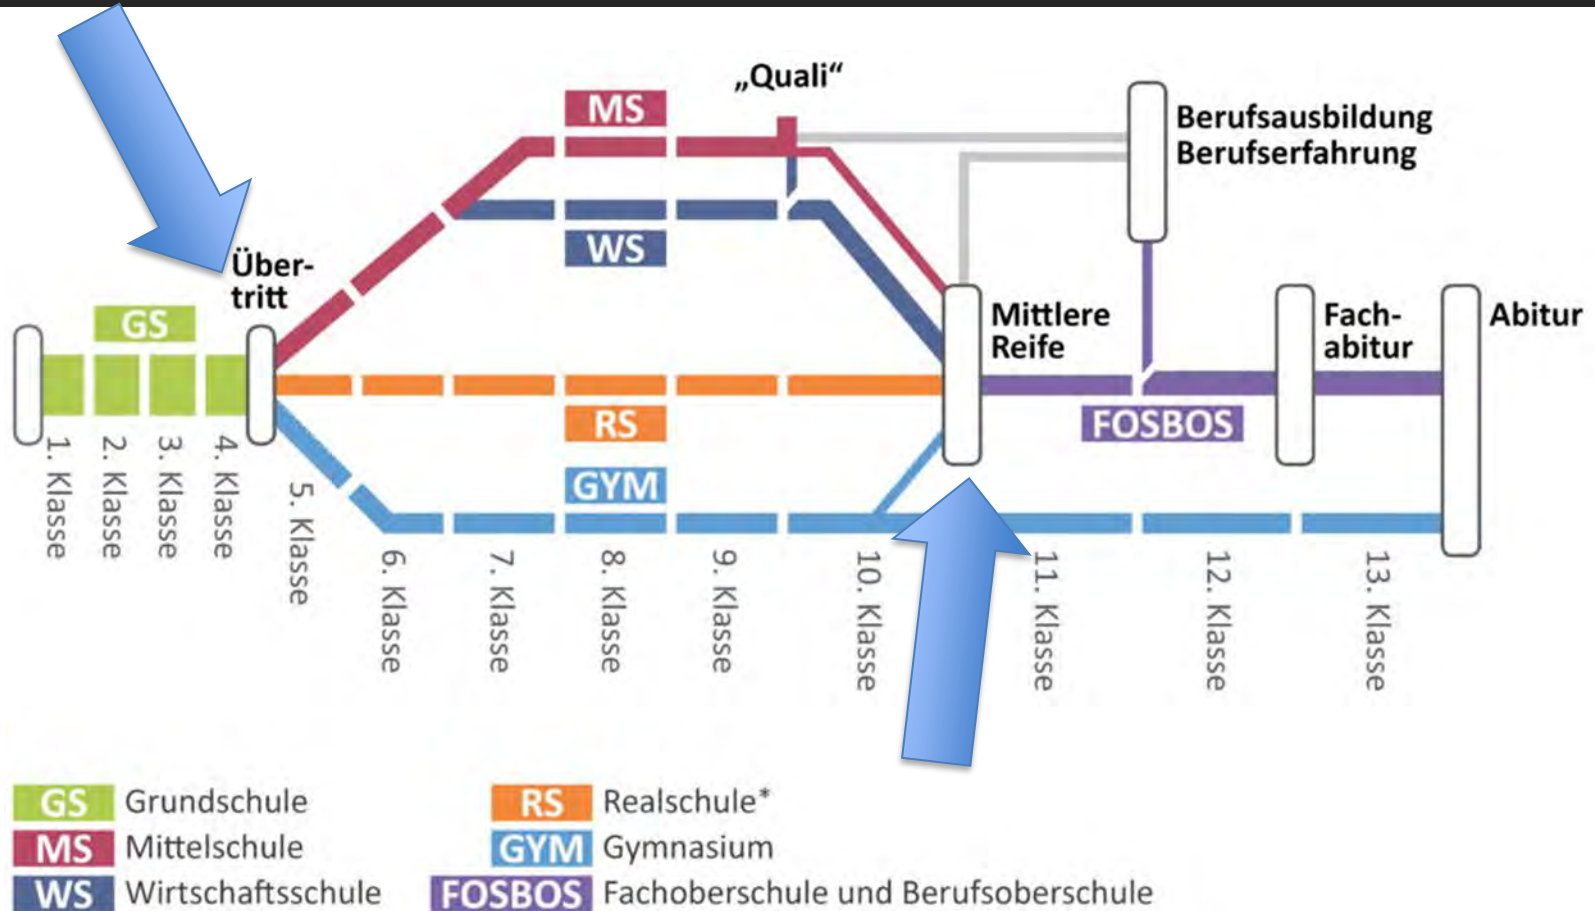 „Quali“
MS
Berufsausbildung
Berufserfahrung
WS
Über-
tritt
GS
Mittlere
Reife
Fach-
abitur
Abitur
RS
FOSBOS
GYM
1. Klasse
2. Klasse
3. Klasse
4. Klasse
5. Klasse
6. Klasse
7. Klasse
8. Klasse
9. Klasse
10. Klasse
11. Klasse
12. Klasse
13. Klasse
GS Grundschule
MS Mittelschule
WS Wirtschaftsschule
RS Realschule*
GYM Gymnasium
FOSBOS Fachoberschule und Berufsoberschule